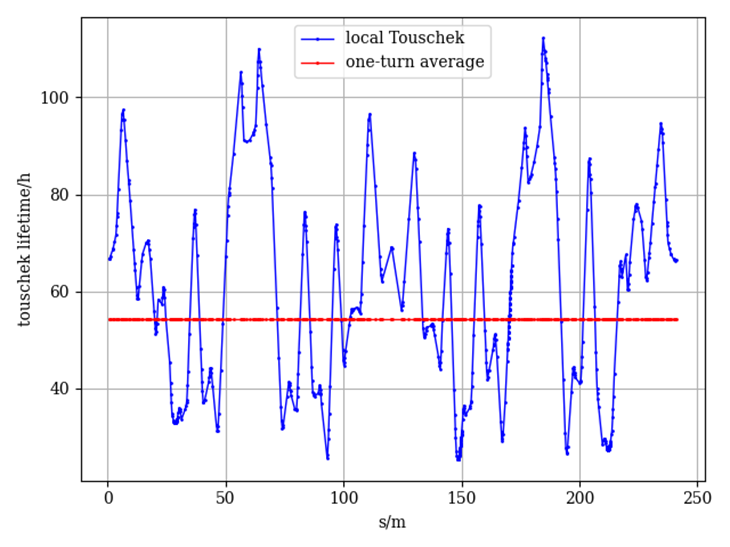 local Touschek
one-turn average
touschek lifetime/h
100
80
60
40
0 50 100 150 200 250
s/m